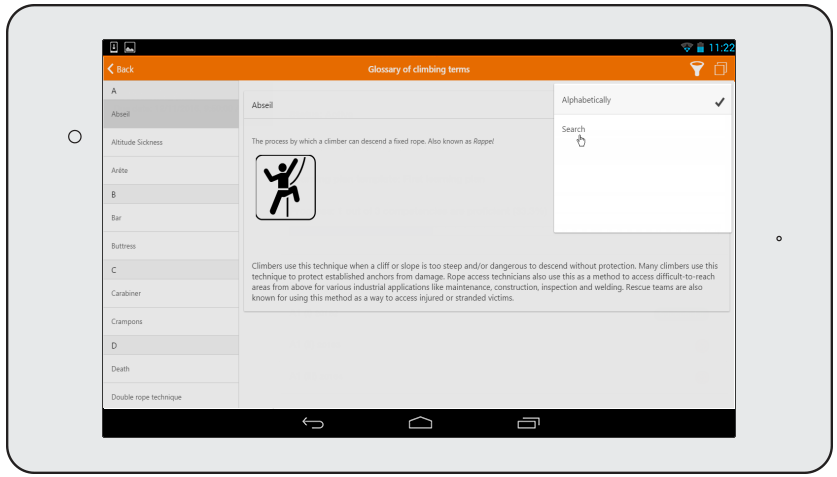 11:22
Back
Glossary of climbing terms
A
Abseil
Altitude Sickness
Arête
B
Bar
Buttress
C
Carabiner
Crampons
D
Death
Double rope technique
Abseil
The process by which a climber can descend a fixed rope. Also known as Rappel
Climbers use this technique when a cliff or slope is too steep and/or dangerous to descend without protection. Many climbers use this
technique to protect established anchors from damage. Rope access technicians also use this as a method to access difficult-to-reach
areas from above for various industrial applications like maintenance, construction, inspection and welding. Rescue teams are also
known for using this method as a way to access injured or stranded victims.
Alphabetically
Search